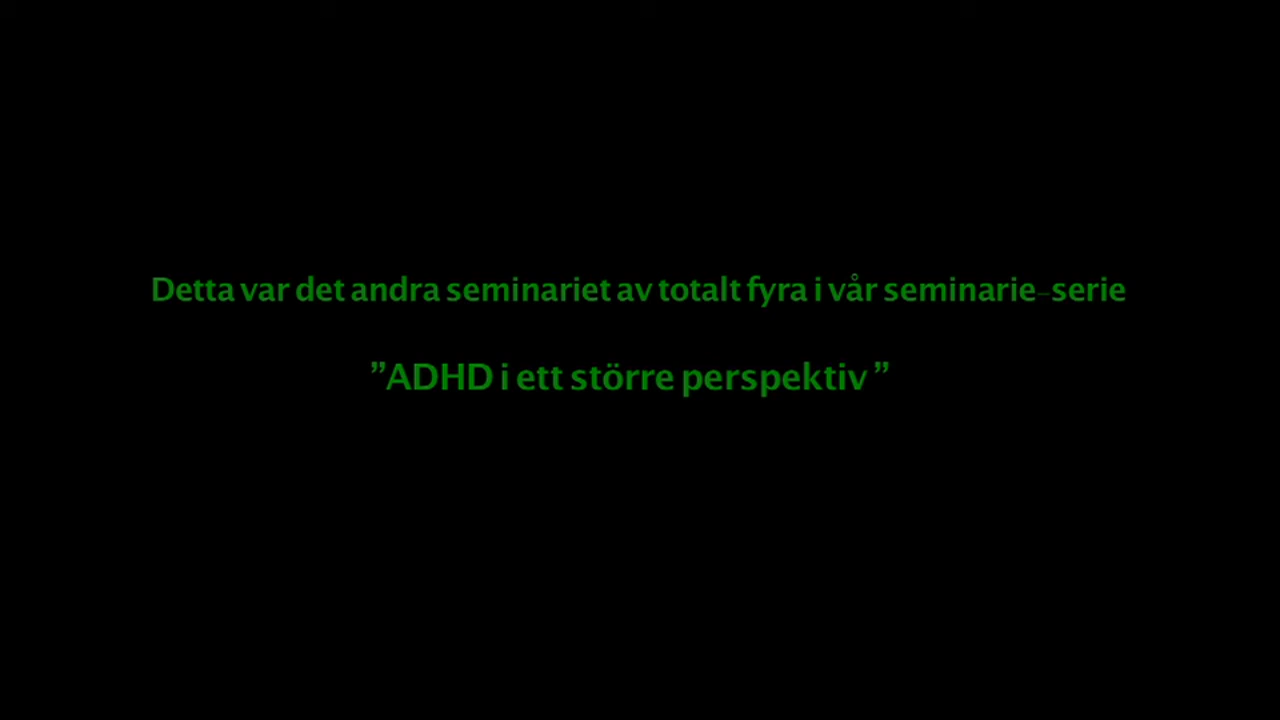 Detta var det andra seminariet av totalt fyra i vår seminarie-serie
”ADHD i ett större perspektiv ”